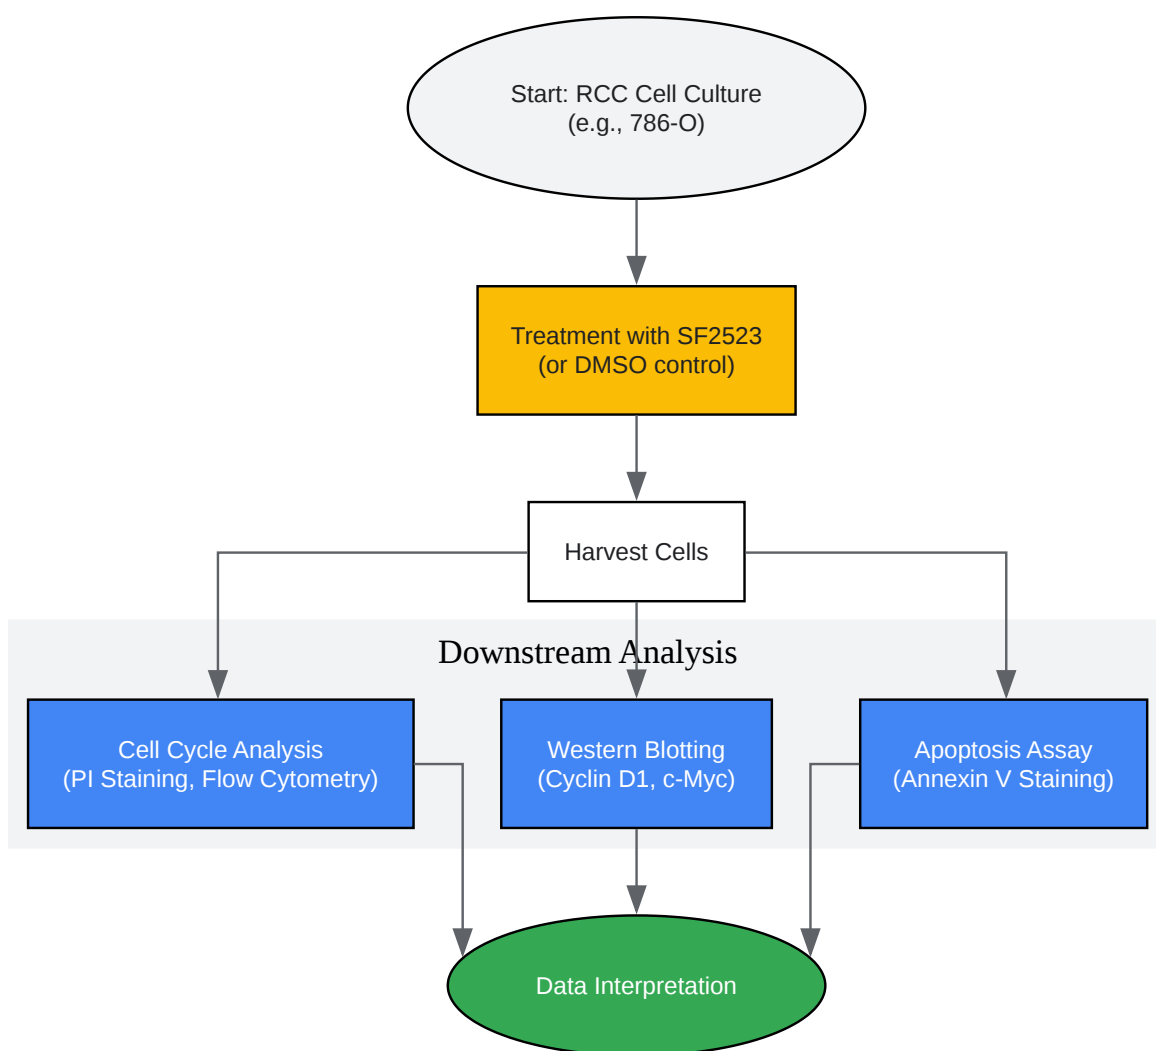 Start: RCC Cell Culture
(e.g., 786-O)
Treatment with SF2523
(or DMSO control)
Harvest Cells
Downstream Analysis
Cell Cycle Analysis
(PI Staining, Flow Cytometry)
Western Blotting
(Cyclin D1, c-Myc)
Apoptosis Assay
(Annexin V Staining)
Data Interpretation